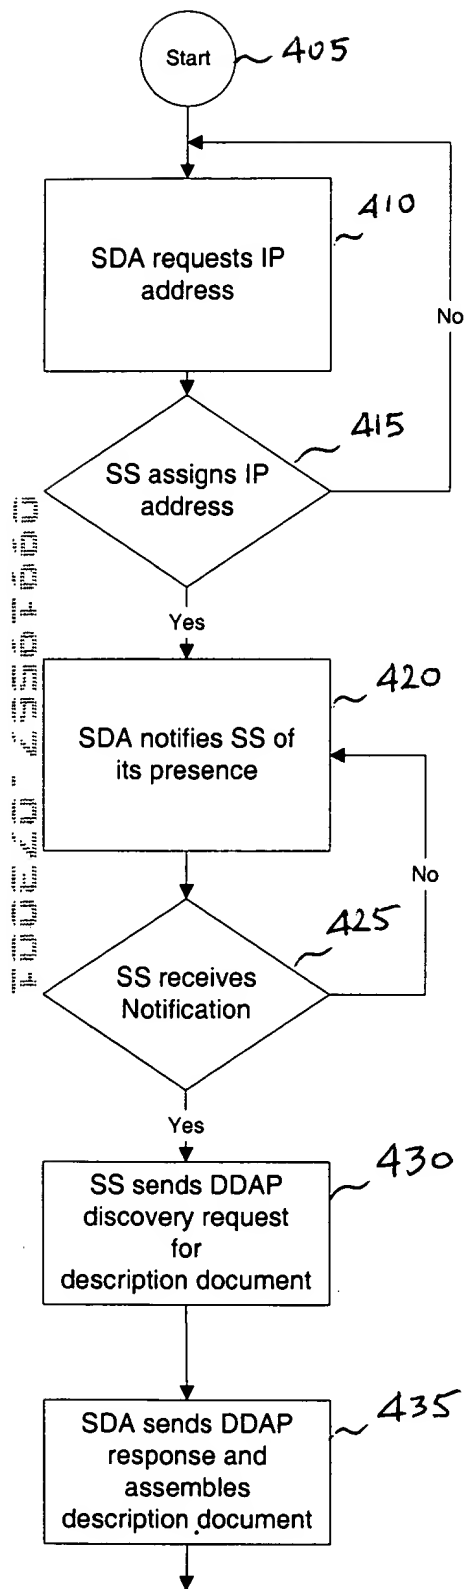 Start
405
SDA requests IP
address
410
No
SS assigns IP
address
415
Yes
SDA notifies SS of
its presence
420
No
SS receives
Notification
425
Yes
SS sends DDAP
discovery request
for
description document
430
SDA sends DDAP
response and
assembles
description document
435